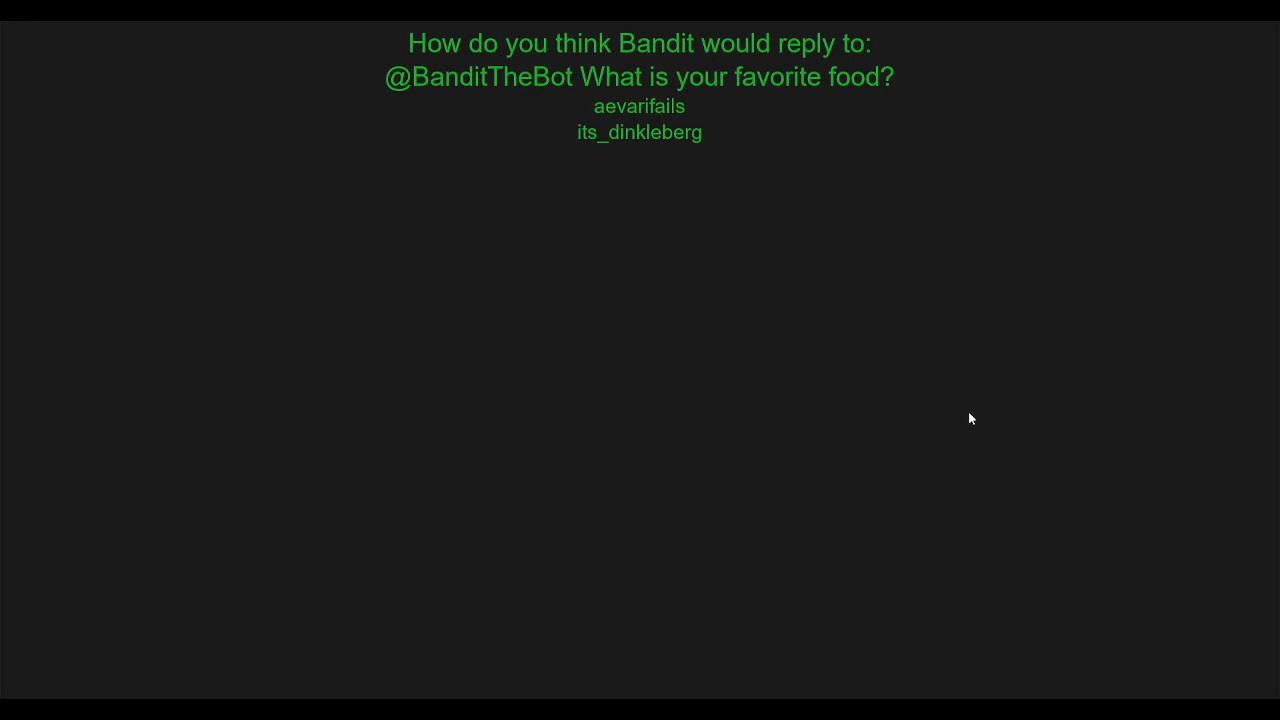 How do you think Bandit would reply to:
@BanditTheBot What is your favorite food?
aevarifails
its_dinkleberg